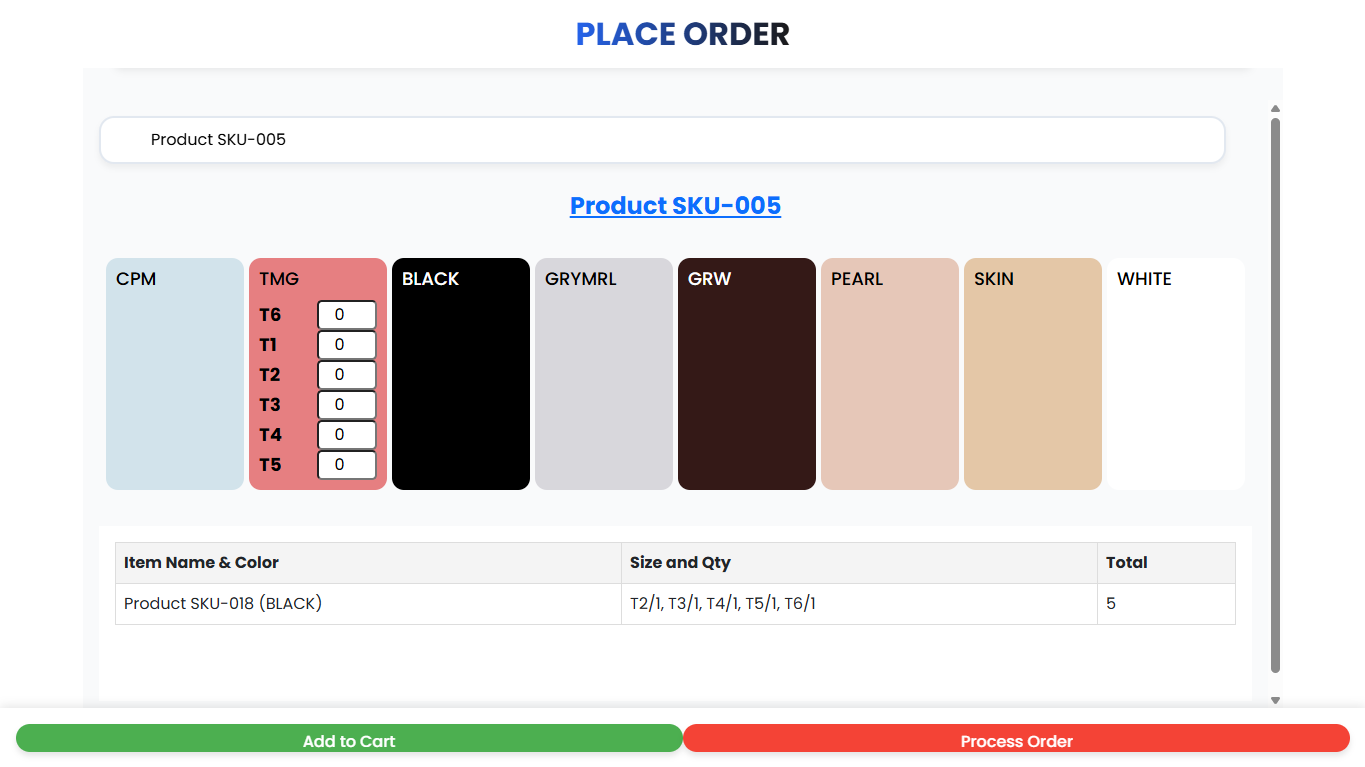 PLACE ORDER
Product SKU-005
Product SKU-005
CPM TMG BLACK GRYMRL GRW PEARL SKIN WHITE
T6 0
T1 0
T2 0
T3 0
T4 0
T5 0
Item Name & Color Size and Qty Total
Product SKU-018 (BLACK) T2/1, T3/1, T4/1, T5/1, T6/1 5
Add to Cart Process Order